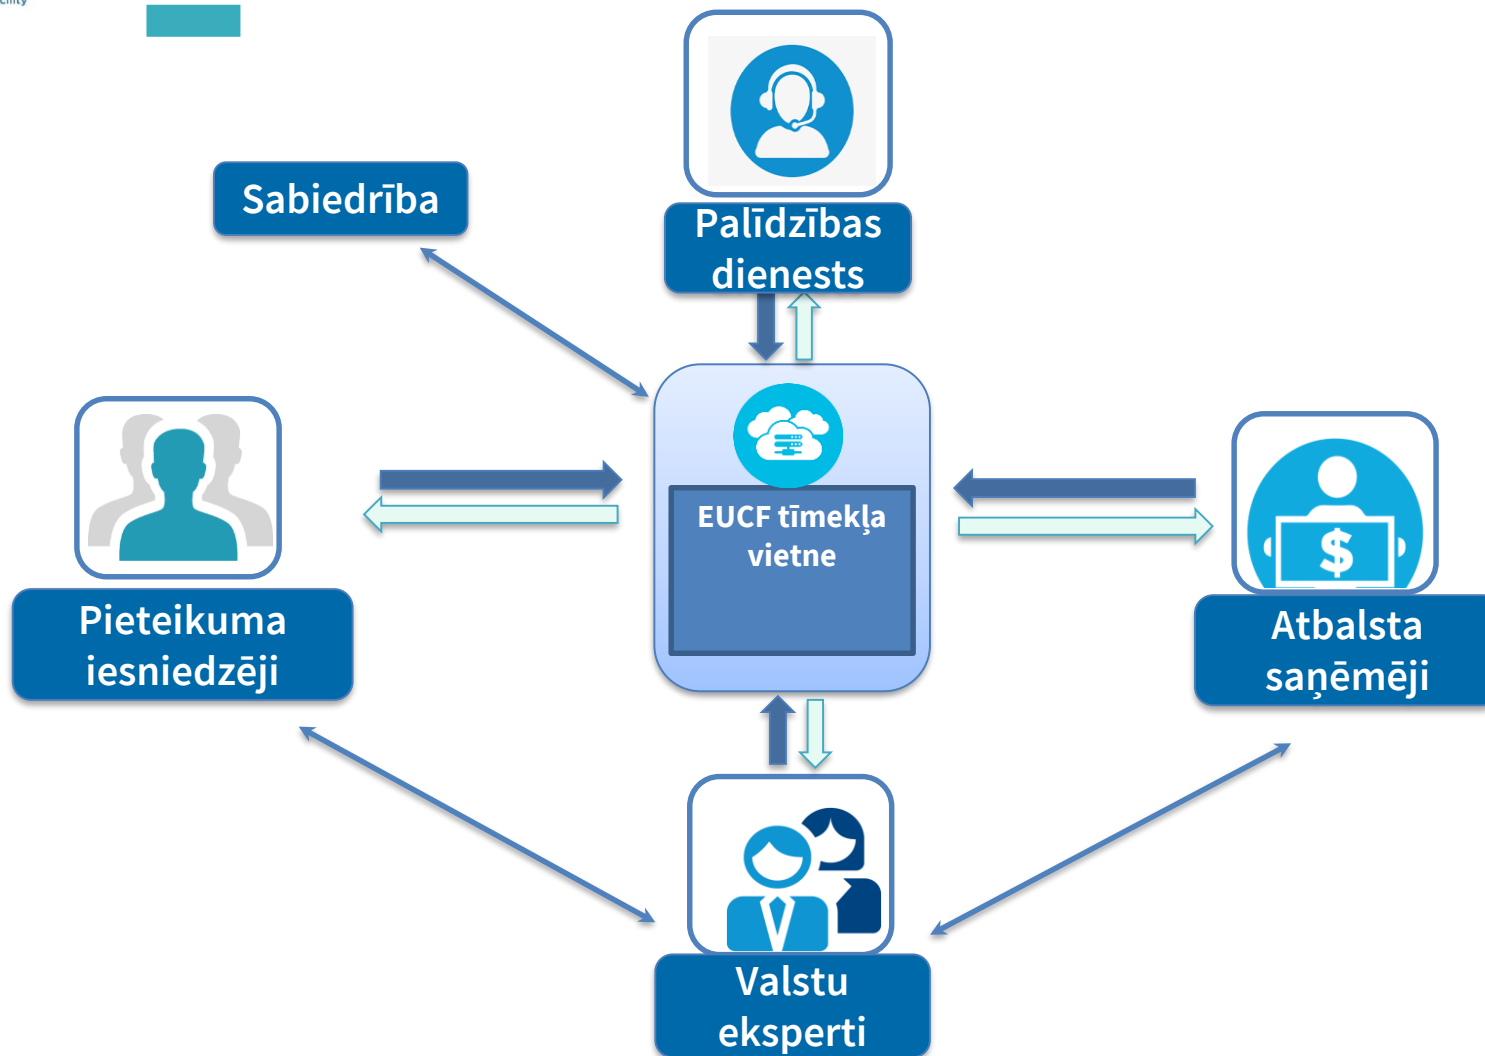 Sabiedrība
Palīdzības
dienests
EUCF tīmekļa
vietne
$
Pieteikuma
iesniedzēji
Atbalsta
saņēmēji
Valstu
eksperti